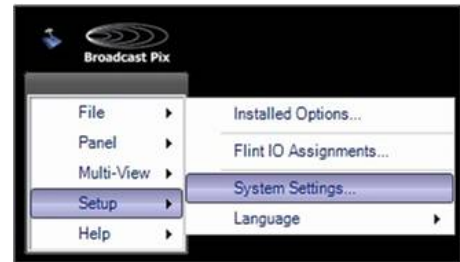 Broadcast Pix
File
Panel
Multi-View
Setup
Help
Installed Options...
Flint IO Assignments...
System Settings...
Language